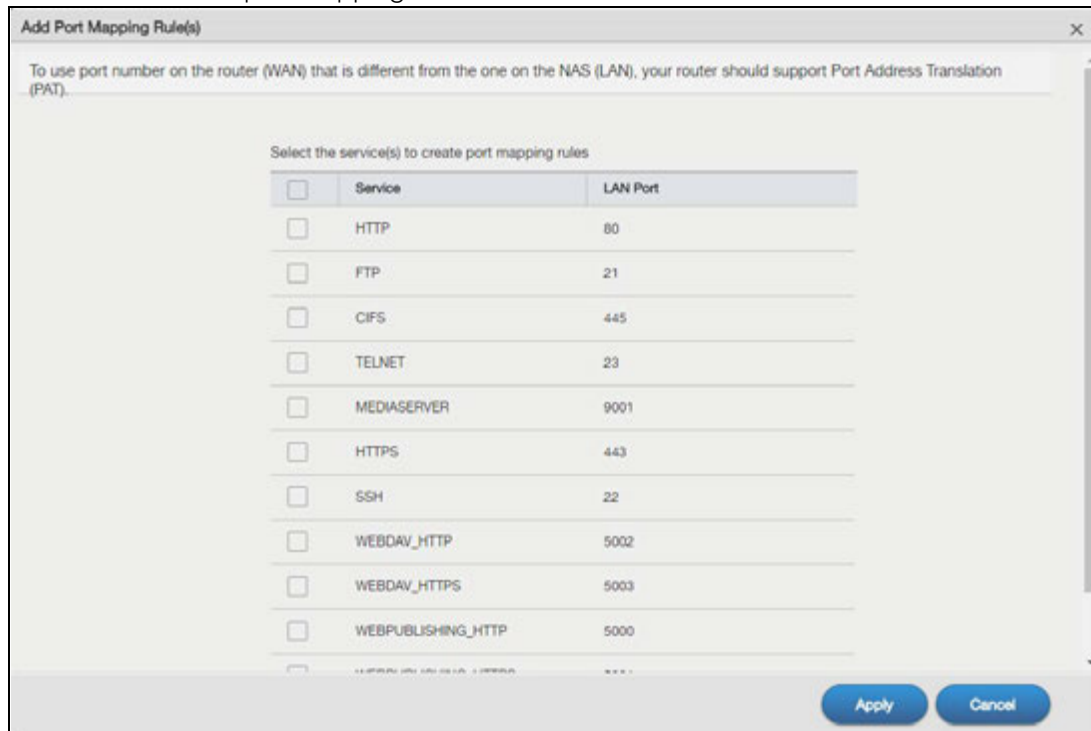 Add Port Mapping Rule(s)
To use port number on the router (WAN) that is different from the one on the NAS (LAN), your router should support Port Address Translation
(PAT).
Select the service(s) to create port mapping rules
Service LAN Port
HTTP 80
FTP 21
CIFS 445
TELNET 23
MEDIASERVER 9001
HTTPS 443
SSH 22
WEBDAV_HTTP 5002
WEBDAV_HTTPS 5003
WEBPUBLISHING_HTTP 5000
Apply Cancel